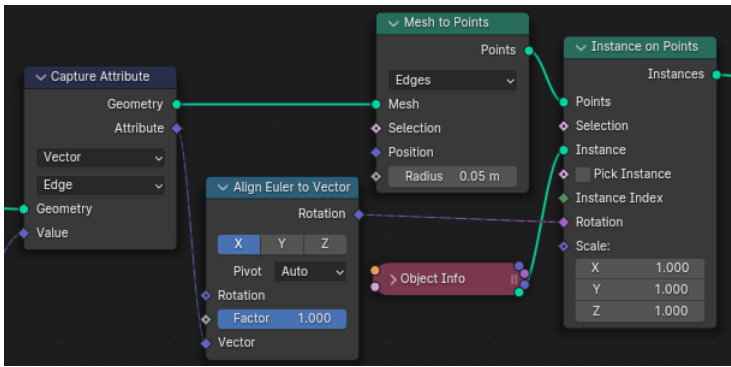 Capture Attribute
Geometry
Attribute
Vector
Edge
Geometry
Value
Align Euler to Vector
Rotation
X Y Z
Pivot Auto
Rotation
Factor 1.000
Vector
Mesh to Points
Points
Edges
Mesh
Selection
Position
Radius 0.05 m
Object Info
Instance on Points
Instances
Points
Selection
Instance
Pick Instance
Instance Index
Rotation
Scale:
X 1.000
Y 1.000
Z 1.000